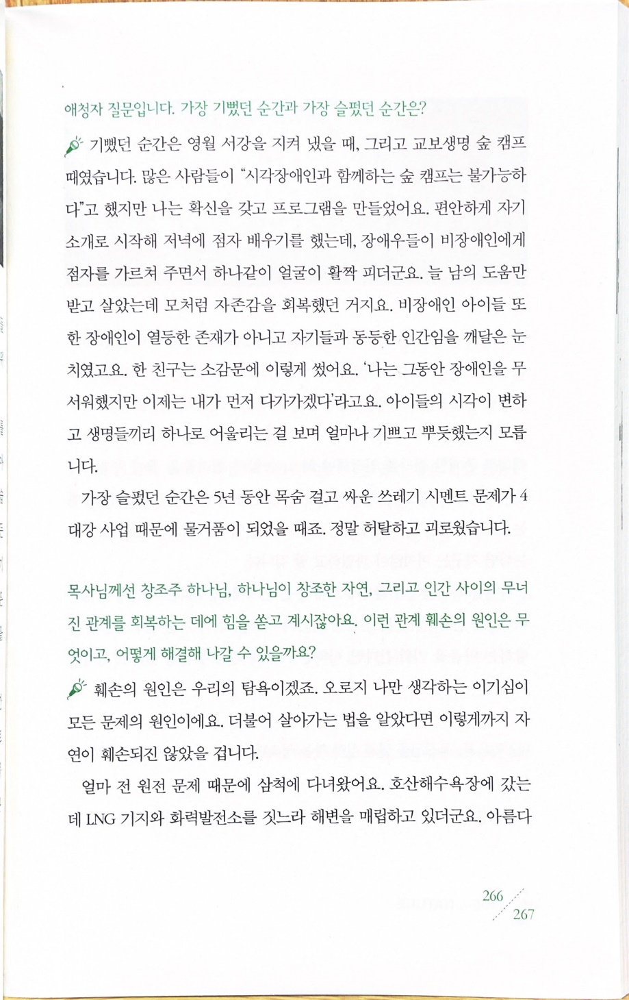 애청자 질문입니다. 가장 기뻤던 순간과 가장 슬펐던 순간은?
기뻤던 순간은 영월 서강을 지켜 냈을 때, 그리고 교보생명 숲 캠프
때였습니다. 많은 사람들이 “시각장애인과 함께하는 숲 캠프는 불가능하
다”고 했지만 나는 확신을 갖고 프로그램을 만들었어요. 편안하게 자기
소개로 시작해 저녁에 점자 배우기를 했는데, 장애우들이 비장애인에게
점자를 가르쳐 주면서 하나같이 얼굴이 활짝 피더군요. 늘 남의 도움만
받고 살았는데 모처럼 자존감을 회복했던 거지요. 비장애인 아이들 또
한 장애인이 열등한 존재가 아니고 자기들과 동등한 인간임을 깨달은 눈
치였고요. 한 친구는 소감문에 이렇게 썼어요. ‘나는 그동안 장애인을 무
서워했지만 이제는 내가 먼저 다가가겠다’라고요. 아이들의 시각이 변하
고 생명들끼리 하나로 어울리는 걸 보며 얼마나 기쁘고 뿌듯했는지 모릅
니다.
가장 슬펐던 순간은 5년 동안 목숨 걸고 싸운 쓰레기 시멘트 문제가 4
대강 사업 때문에 물거품이 되었을 때죠. 정말 허탈하고 괴로웠습니다.
목사님께선 창조주 하나님, 하나님이 창조한 자연, 그리고 인간 사이의 무너
진 관계를 회복하는 데에 힘을 쏟고 계시잖아요. 이런 관계 훼손의 원인은 무
엇이고, 어떻게 해결해 나갈 수 있을까요?
훼손의 원인은 우리의 탐욕이겠죠. 오로지 나만 생각하는 이기심이
모든 문제의 원인이에요. 더불어 살아가는 법을 알았다면 이렇게까지 자
연이 훼손되진 않았을 겁니다.
얼마 전 원전 문제 때문에 삼척에 다녀왔어요. 호산해수욕장에 갔는
데 LNG 기지와 화력발전소를 짓느라 해변을 매립하고 있더군요. 아름다
266
267